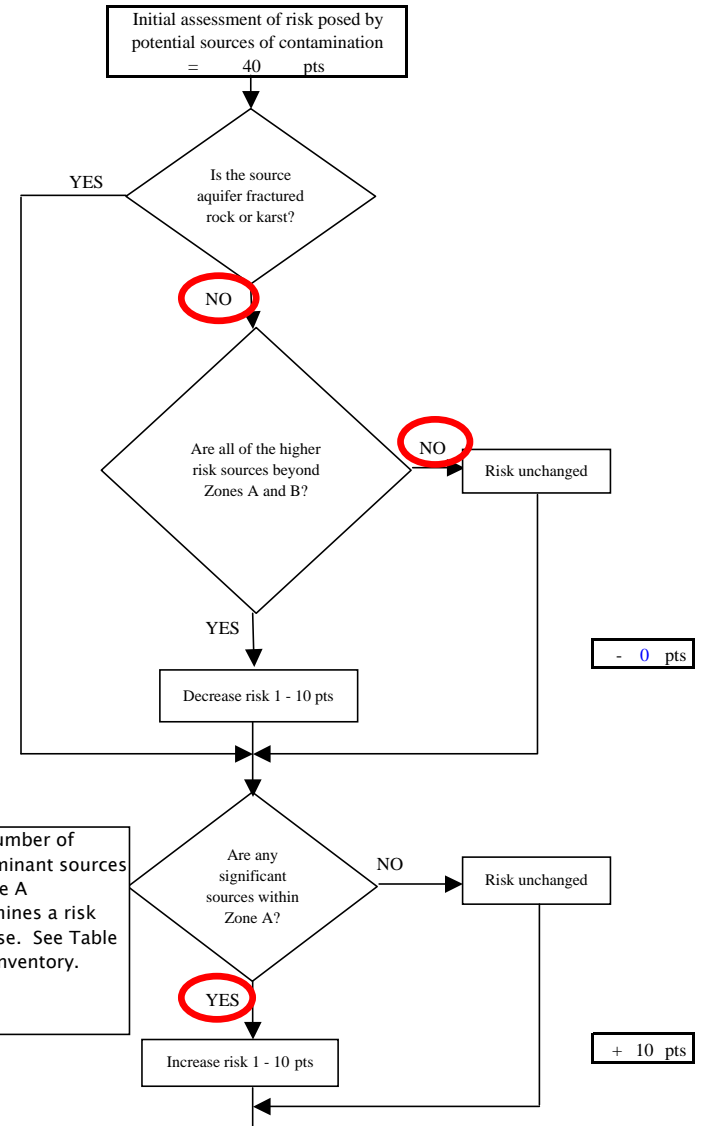 Initial assessment of risk posed by
potential sources of contamination
= 40 pts
YES
Is the source
aquifer fractured
rock or karst?
NO
Are all of the higher
risk sources beyond
Zones A and B?
NO
Risk unchanged
YES
- 0 pts
Decrease risk 1 - 10 pts
umber of
minant sources
e A
mines a risk
se. See Table
nventory.
Are any
significant
sources within
Zone A?
NO
Risk unchanged
YES
Increase risk 1 - 10 pts
+ 10 pts